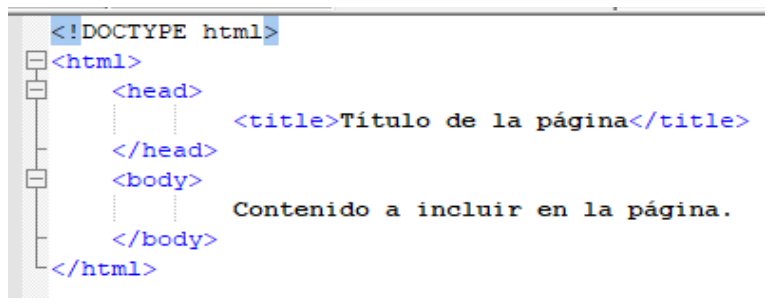 <!DOCTYPE html>
<html>
<head>
<title>Título de la página</title>
</head>
<body>
Contenido a incluir en la página.
</body>
</html>